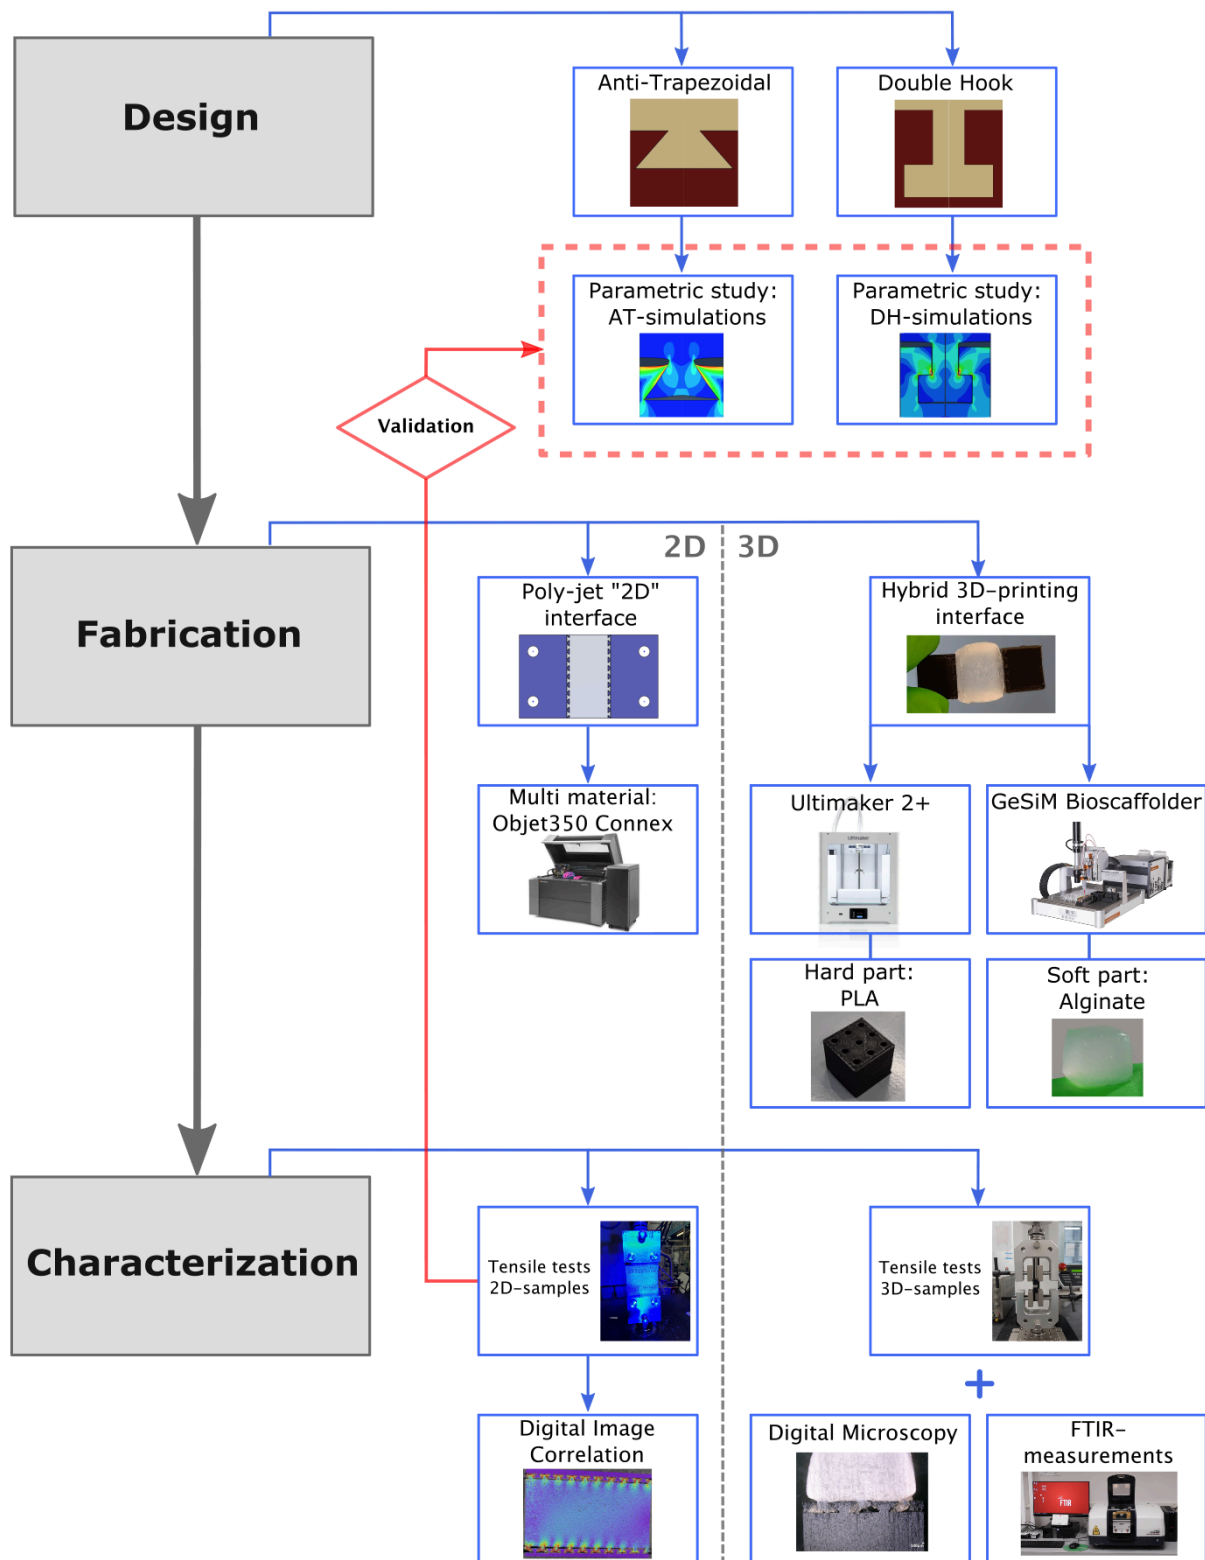 Design
Anti-Trapezoidal
Double Hook
Parametric study:
AT-simulations
Parametric study:
DH-simulations
Validation
Fabrication
2D
3D
Poly-jet "2D"
interface
Hybrid 3D-printing
interface
Multi material:
Objet350 Connex
Ultimaker 2+
Ultimaker
GeSiM Bioscaffolder
Hard part:
PLA
Soft part:
Alginate
Characterization
Tensile tests
2D-samples
Tensile tests
3D-samples
+
Digital Image
Correlation
Digital Microscopy
FTIR-
measurements
FTIR